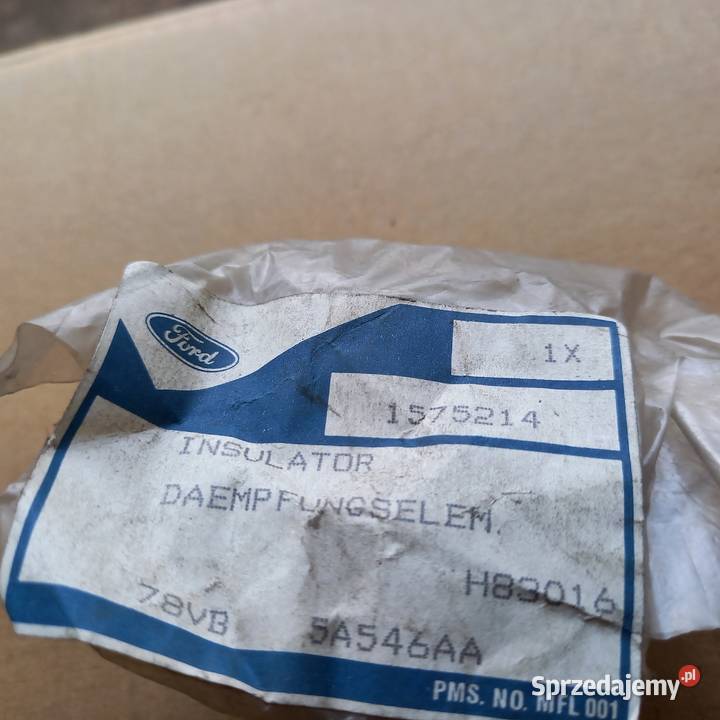 Ford
1X
1575214
INSULATOR
DAEMPFUNGSELEM
H83016
78VB 5A546AA
PMS. NO. MFL 001
Sprzedajemy.pl